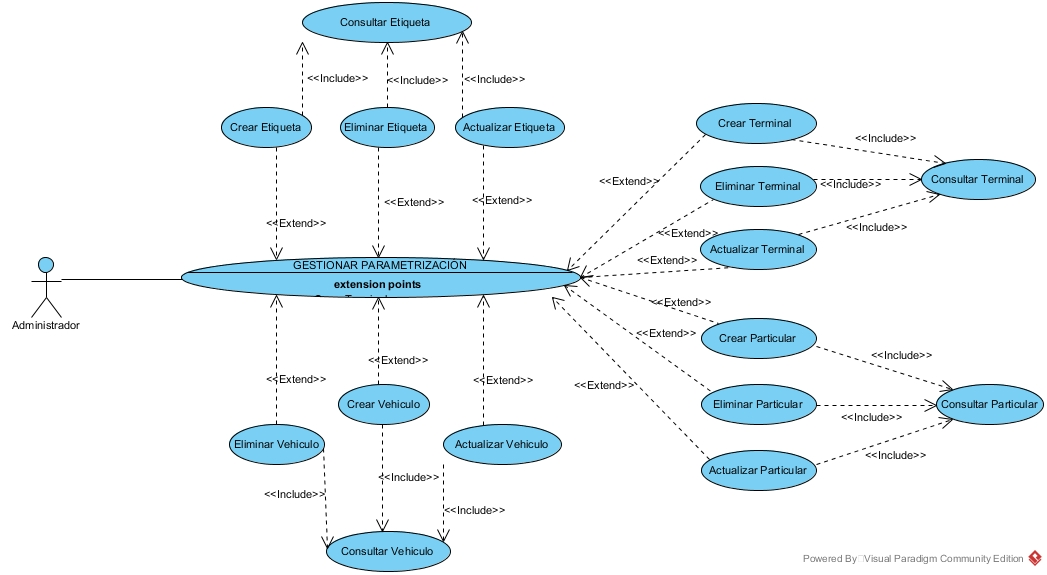 Consultar Etiqueta
<<Include>>
<<Include>>
<<Include>>
Crear Etiqueta
Eliminar Etiqueta
Actualizar Etiqueta
Crear Terminal
<<Include>>
Consultar Terminal
Eliminar Terminal
<<Include>>
<<Extend>>
<<Extend>>
<<Extend>>
<<Extend>>
<<Include>>
<<Extend>>
Actualizar Terminal
<<Extend>>
GESTIONAR PARAMETRIZACIÓN
extension points
Administrador
<<Extend>>
<<Extend>>
Crear Particular
<<Include>>
<<Extend>>
<<Extend>>
<<Extend>>
<<Extend>>
Crear Vehiculo
Eliminar Particular
Consultar Particular
<<Include>>
Eliminar Vehiculo
Actualizar Vehiculo
<<Include>>
Actualizar Particular
<<Include>>
<<Include>>
<<Include>>
Consultar Vehiculo
Powered By Visual Paradigm Community Edition